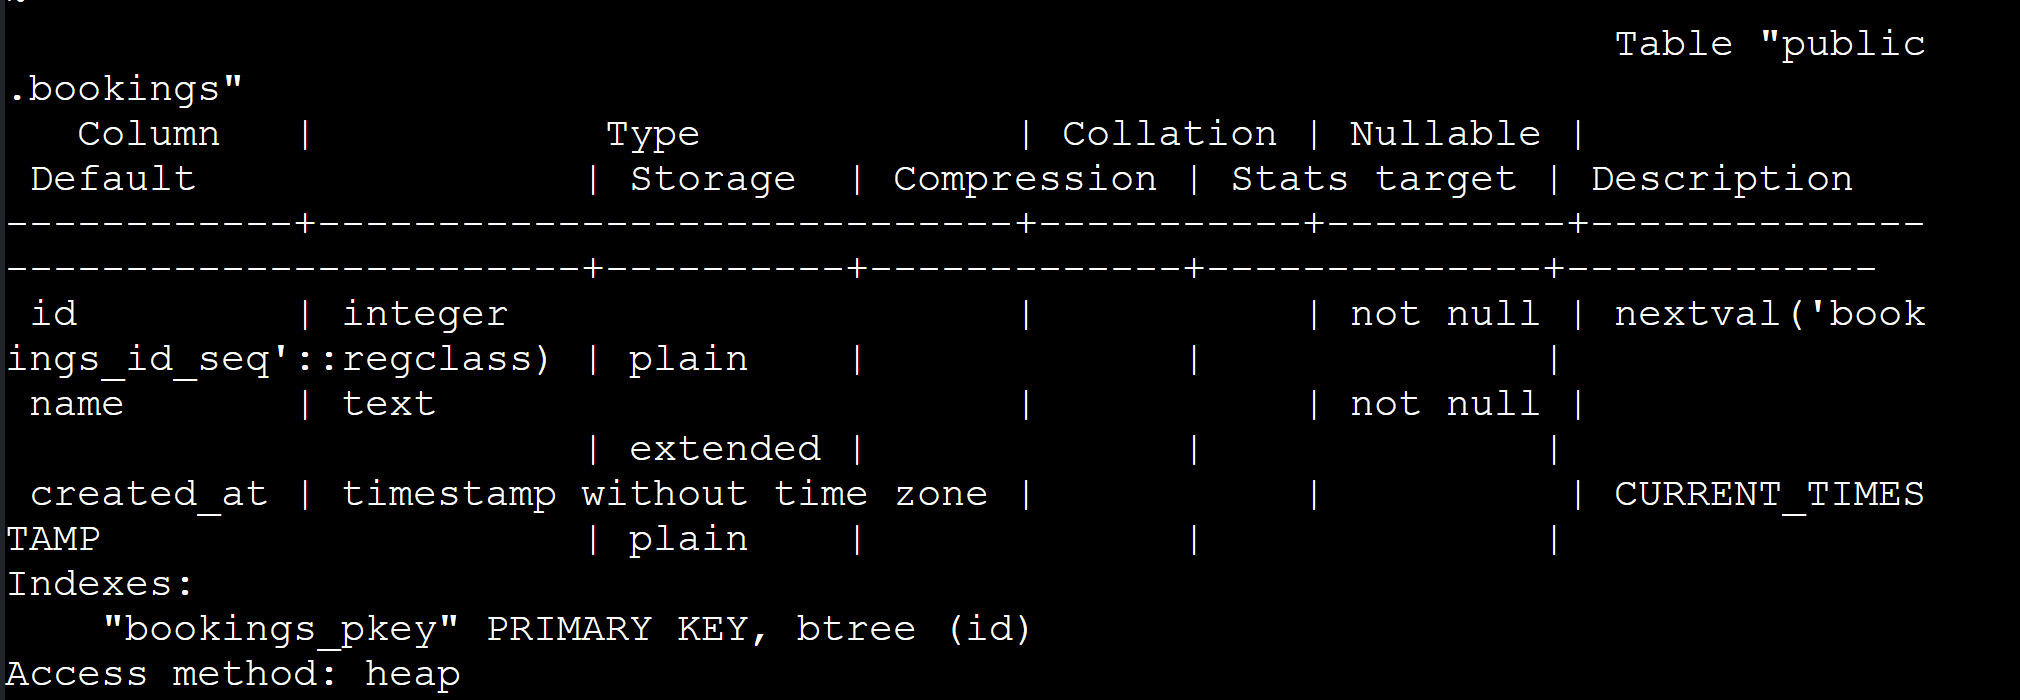 Table "public
.bookings"
   Column   |            Type             | Collation | Nullable |
 Default                | Storage  | Compression | Stats target | Description
------------+-----------------------------+-----------+----------+--------------
------------------------+----------+-------------+--------------+-------------
 id         | integer                     |           | not null | nextval('book
ings_id_seq'::regclass) | plain    |             |              |
 name       | text                        |           | not null |
                        | extended |             |              |
 created_at | timestamp without time zone |           |          | CURRENT_TIMES
TAMP                    | plain    |             |              |
Indexes:
    "bookings_pkey" PRIMARY KEY, btree (id)
Access method: heap